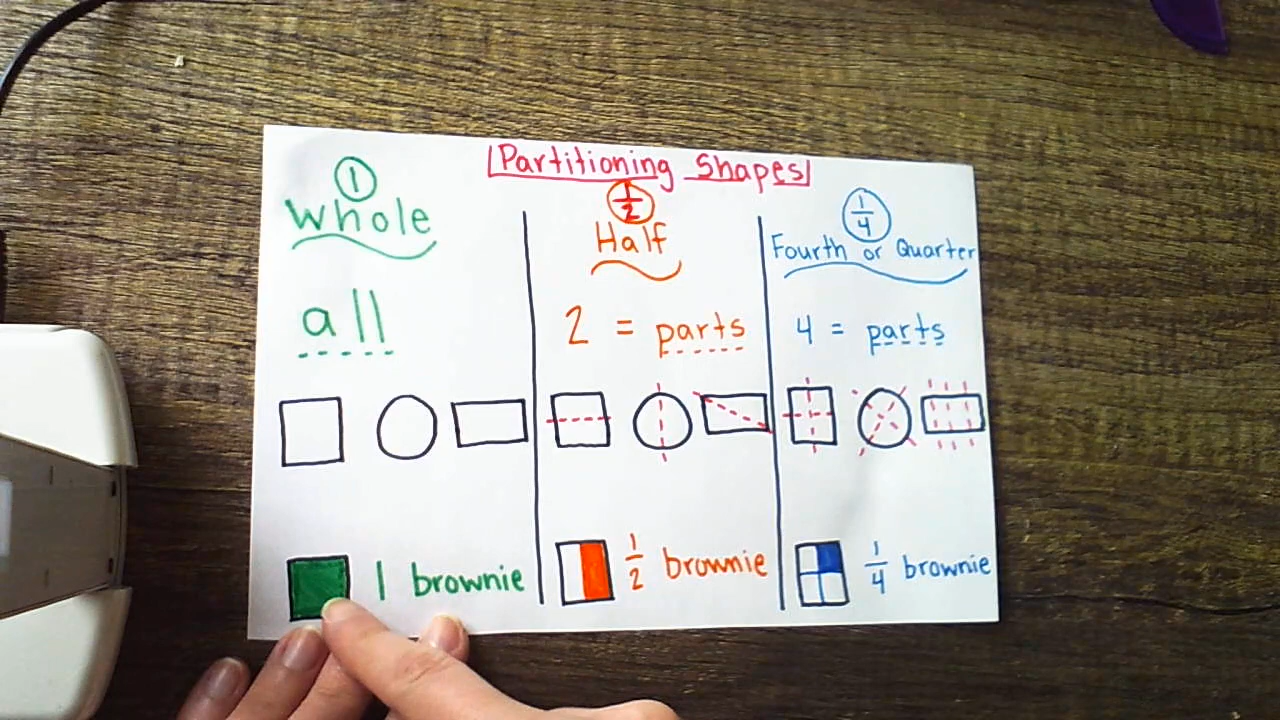 Partitioning Shapes
1
Whole
all
1 brownie
1/2
Half
2 = parts
1/2 brownie
1/4
Fourth or Quarter
4 = parts
1/4 brownie